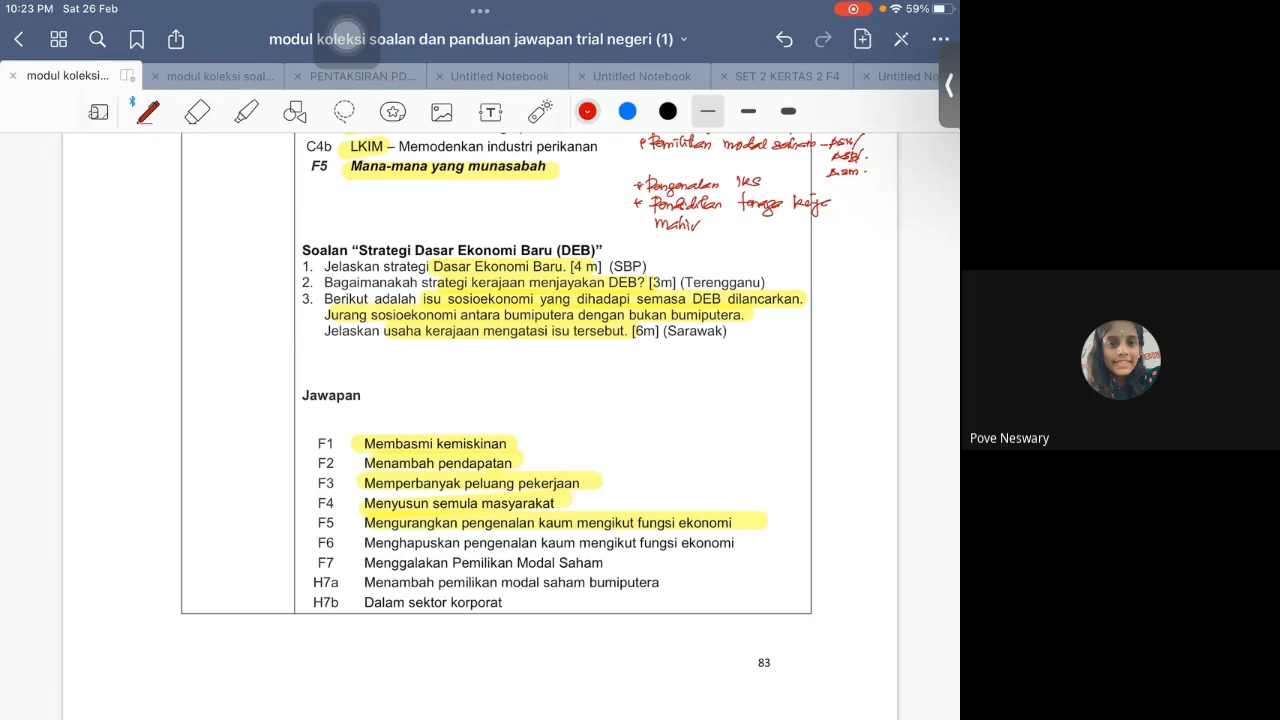 10:23 PM Sat 26 Feb
59%
modul koleksi soalan dan panduan jawapan trial negeri (1)
modul koleksi...
modul koleksi soal...
PENTAKSIRAN PD...
Untitled Notebook
Untitled Notebook
SET 2 KERTAS 2 F4
Untitled No
C4b LKIM – Memodenkan industri perikanan
F5 Mana-mana yang munasabah
* Pemilikan modal saham
ASB/
ASM.
* Pengenalan IKS
* Pendidikan tenaga kerja
mahir
Soalan “Strategi Dasar Ekonomi Baru (DEB)”
1. Jelaskan strategi Dasar Ekonomi Baru. [4 m] (SBP)
2. Bagaimanakah strategi kerajaan menjayakan DEB? [3m] (Terengganu)
3. Berikut adalah isu sosioekonomi yang dihadapi semasa DEB dilancarkan.
Jurang sosioekonomi antara bumiputera dengan bukan bumiputera.
Jelaskan usaha kerajaan mengatasi isu tersebut. [6m] (Sarawak)
Jawapan
F1 Membasmi kemiskinan
F2 Menambah pendapatan
F3 Memperbanyak peluang pekerjaan
F4 Menyusun semula masyarakat
F5 Mengurangkan pengenalan kaum mengikut fungsi ekonomi
F6 Menghapuskan pengenalan kaum mengikut fungsi ekonomi
F7 Menggalakan Pemilikan Modal Saham
H7a Menambah pemilikan modal saham bumiputera
H7b Dalam sektor korporat
83
Pove Neswary